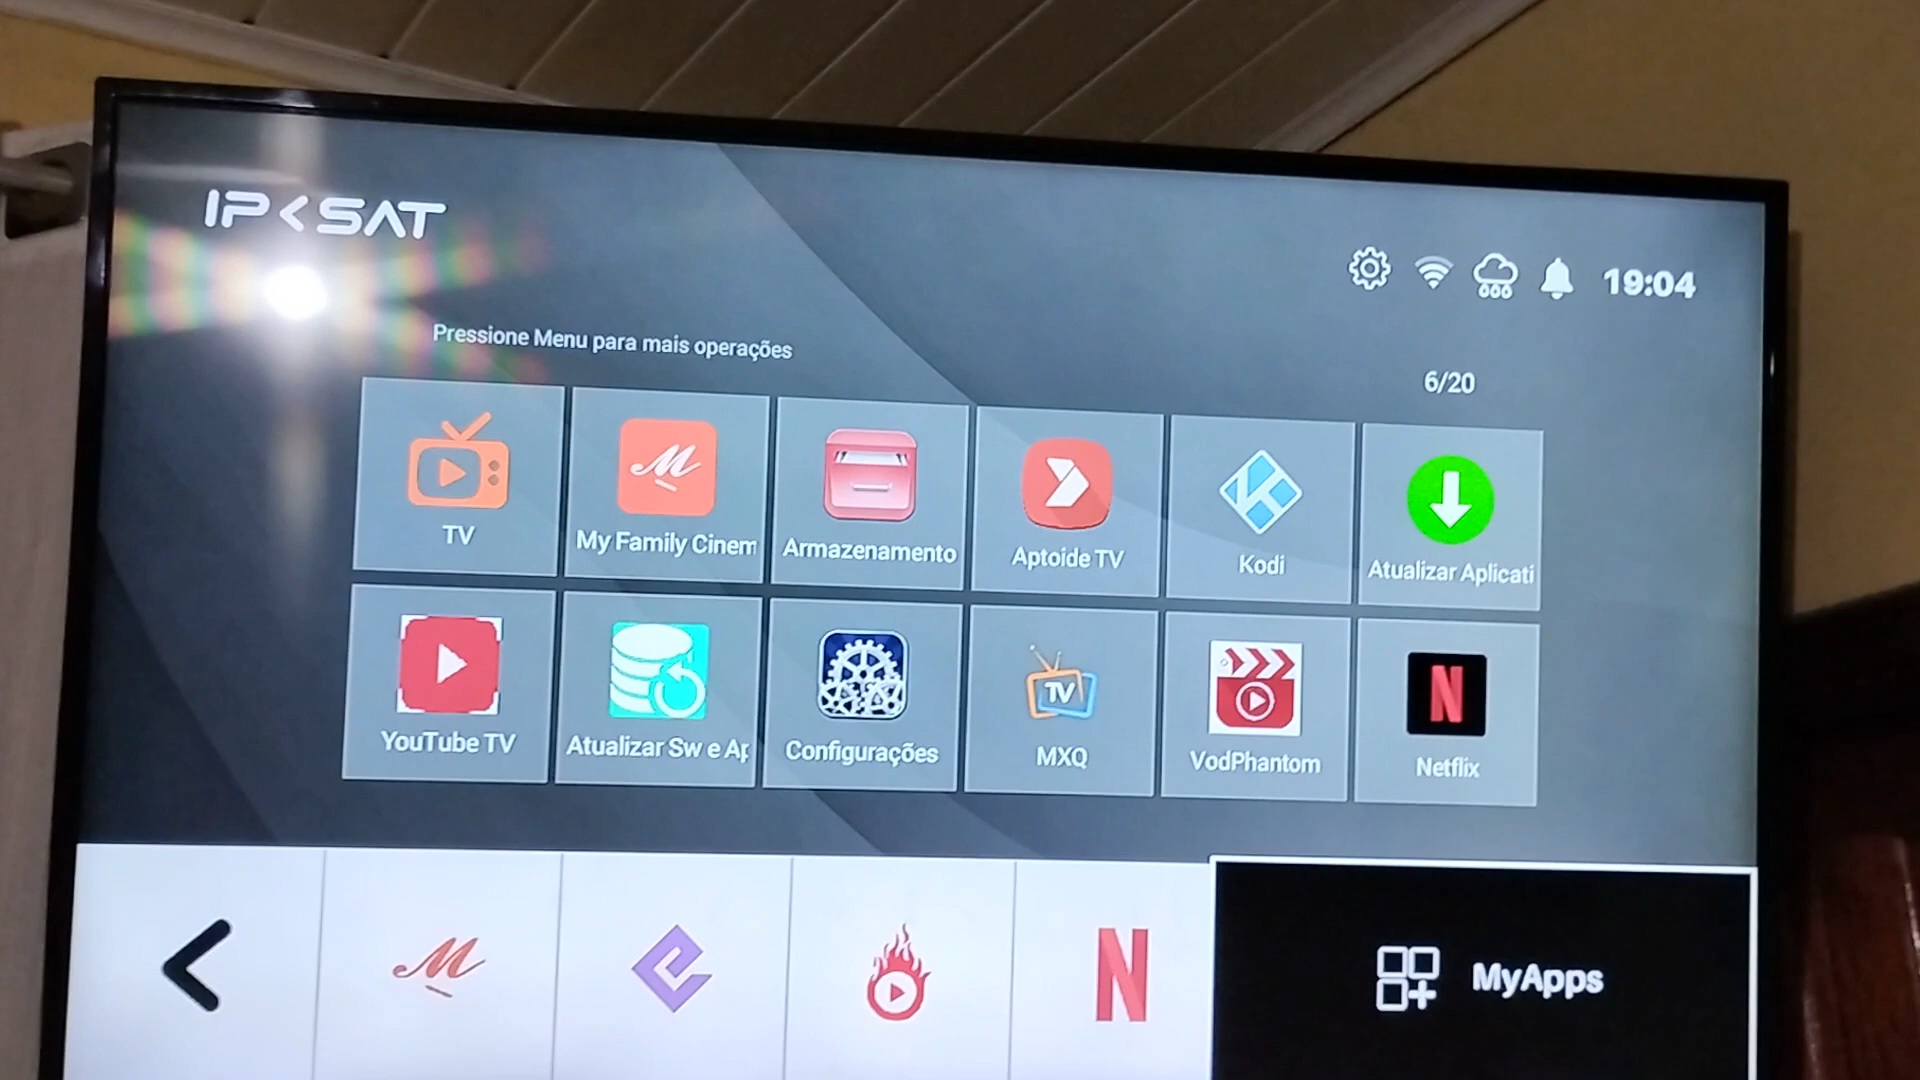 IP<SAT
19:04
Pressione Menu para mais operações
6/20
TV
My Family Cinem
Armazenamento
Aptoide TV
Kodi
Atualizar Aplicati
TV
YouTube TV
Atualizar Sw e Ap
Configurações
MXQ
VodPhantom
N
Netflix
N
MyApps